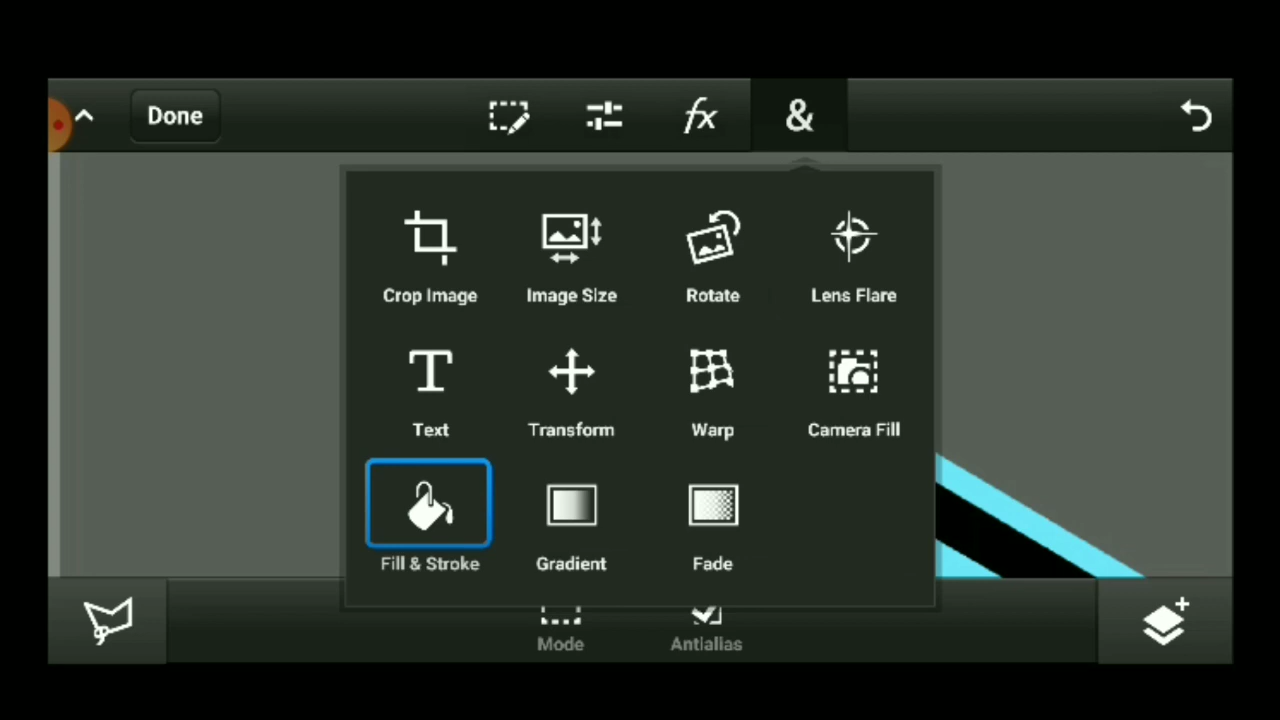 Done fx &
Crop Image Image Size Rotate Lens Flare
Text Transform Warp Camera Fill
Fill & Stroke Gradient Fade
Mode Antialias